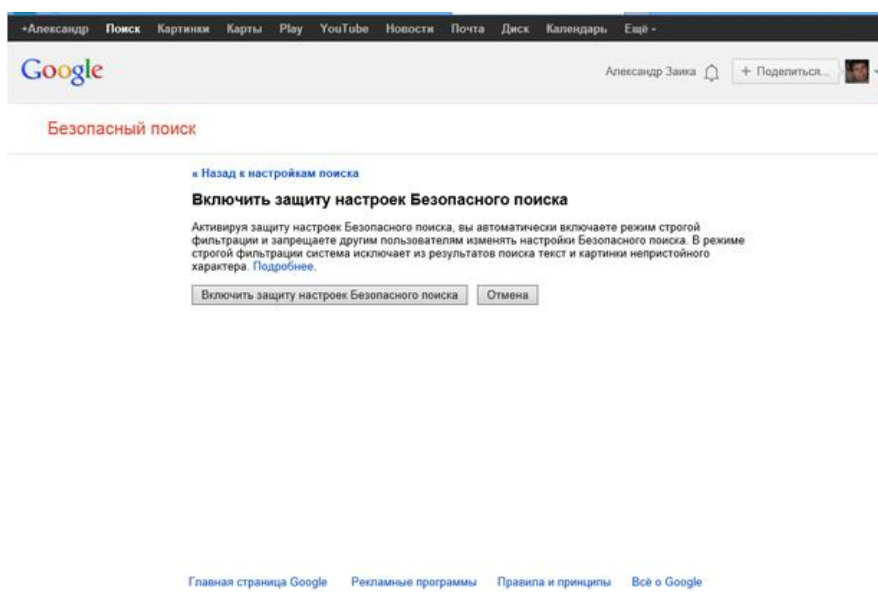 +Александр Поиск Картинки Карты Play YouTube Новости Почта Диск Календарь Ещё -
Google Александр Заика + Поделиться...
Безопасный поиск
« Назад к настройкам поиска
Включить защиту настроек Безопасного поиска
Активируя защиту настроек Безопасного поиска, вы автоматически включаете режим строгой
фильтрации и запрещаете другим пользователям изменять настройки Безопасного поиска. В режиме
строгой фильтрации система исключает из результатов поиска текст и картинки непристойного
характера. Подробнее.
Включить защиту настроек Безопасного поиска Отмена
Главная страница Google Рекламные программы Правила и принципы Всё о Google